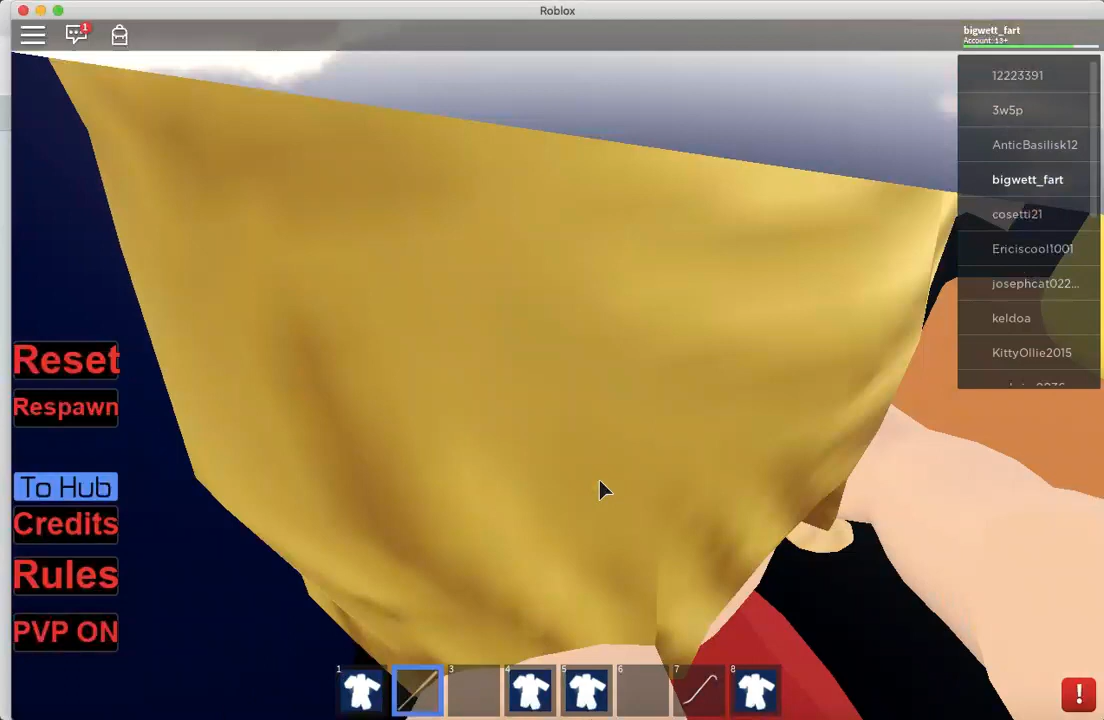 Roblox
1
bigwett_fart
Account: 13+
12223391
3w5p
AnticBasilisk12
bigwett_fart
cosetti21
Ericiscool1001
josephcat022...
keldoa
KittyOllie2015
Reset
Respawn
To Hub
Credits
Rules
PVP ON
1
3
4
5
6
7
8
!